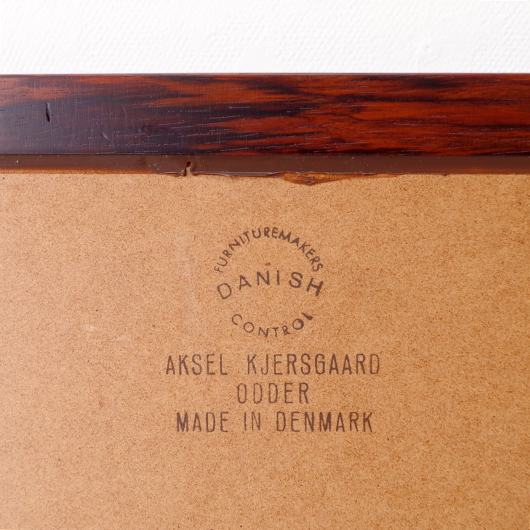 FURNITUREMAKERS
DANISH
CONTROL
AKSEL KJERSGAARD
ODDER
MADE IN DENMARK